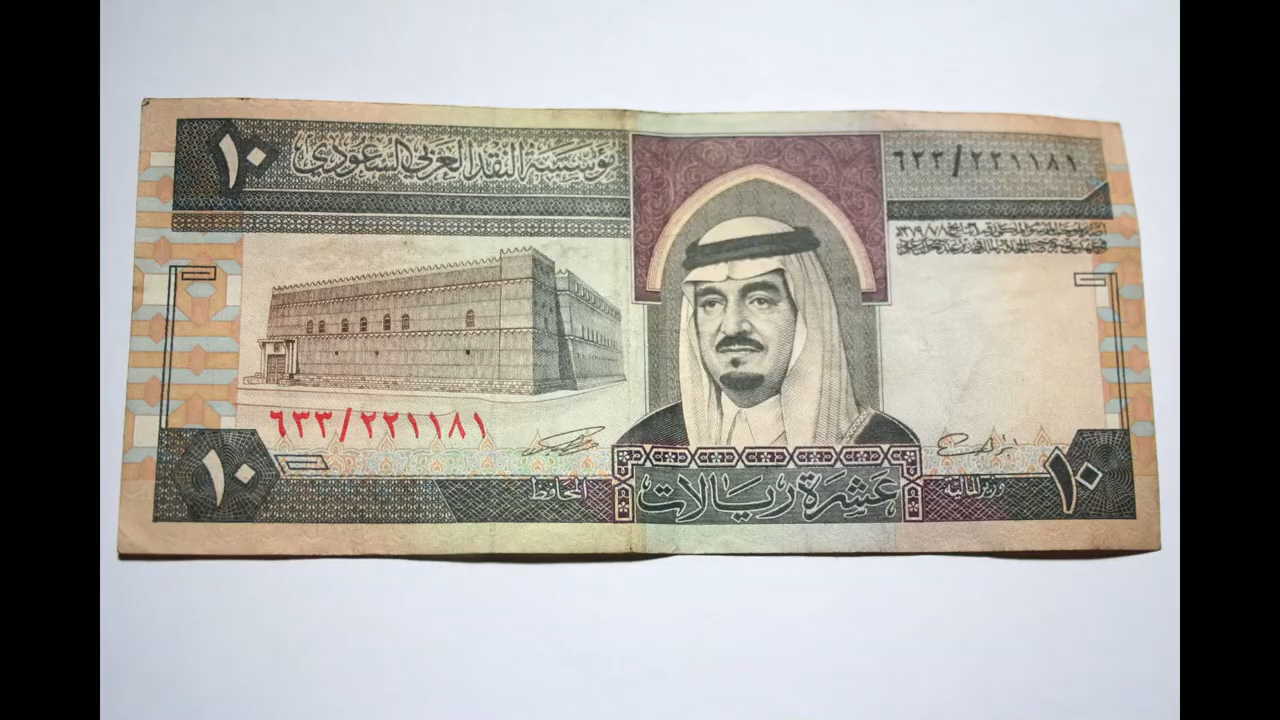 ١٠
مؤسسة النقد العربي السعودي
٦٣٣/٢٢١١٨١
٦٣٣/٢٢١١٨١
١٠
المحافظ
عشرة ريالات
وزير المالية
١٠